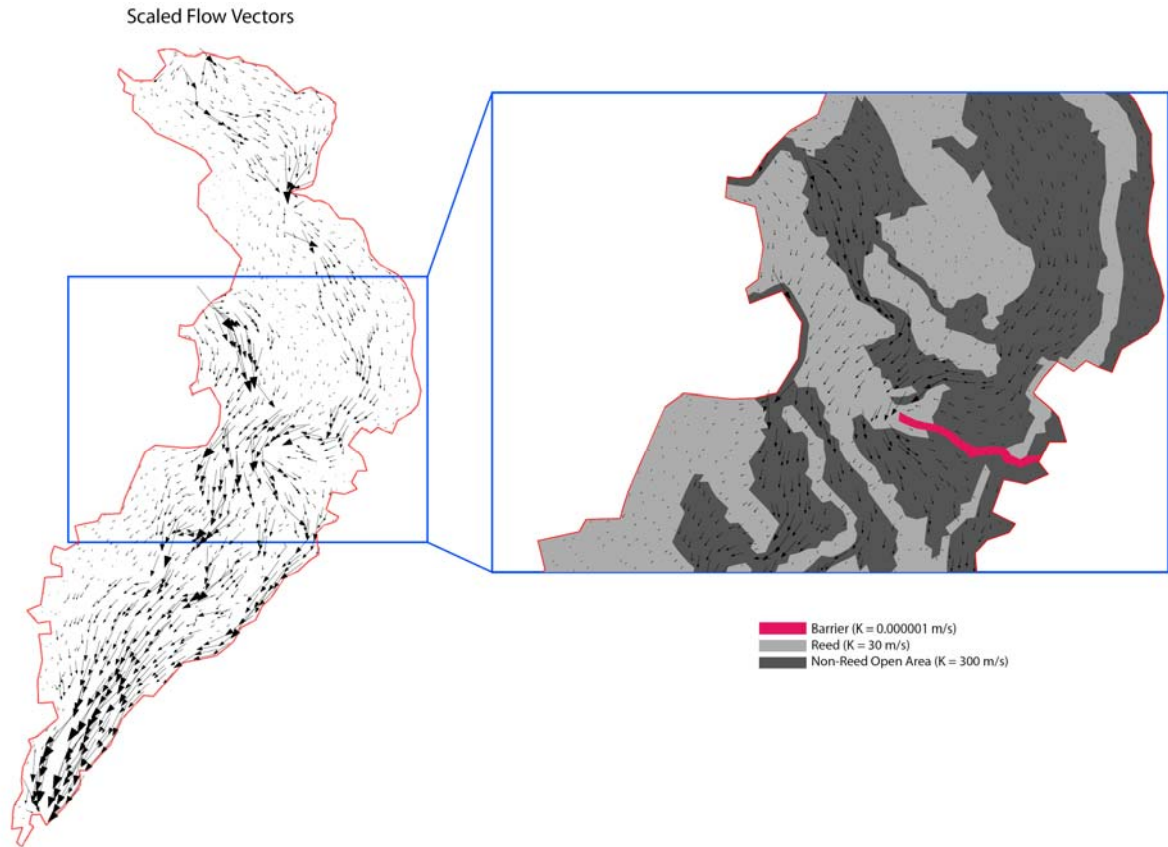 Scaled Flow Vectors
Barrier (K = 0.000001 m/s)
Reed (K = 30 m/s)
Non-Reed Open Area (K = 300 m/s)